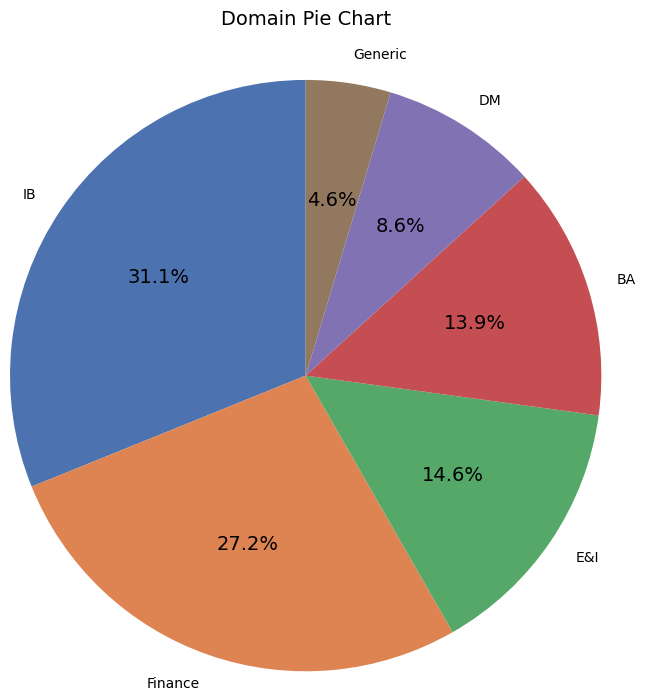 Domain Pie Chart
Generic
DM
IB
4.6%
8.6%
31.1%
BA
13.9%
14.6%
27.2%
E&I
Finance